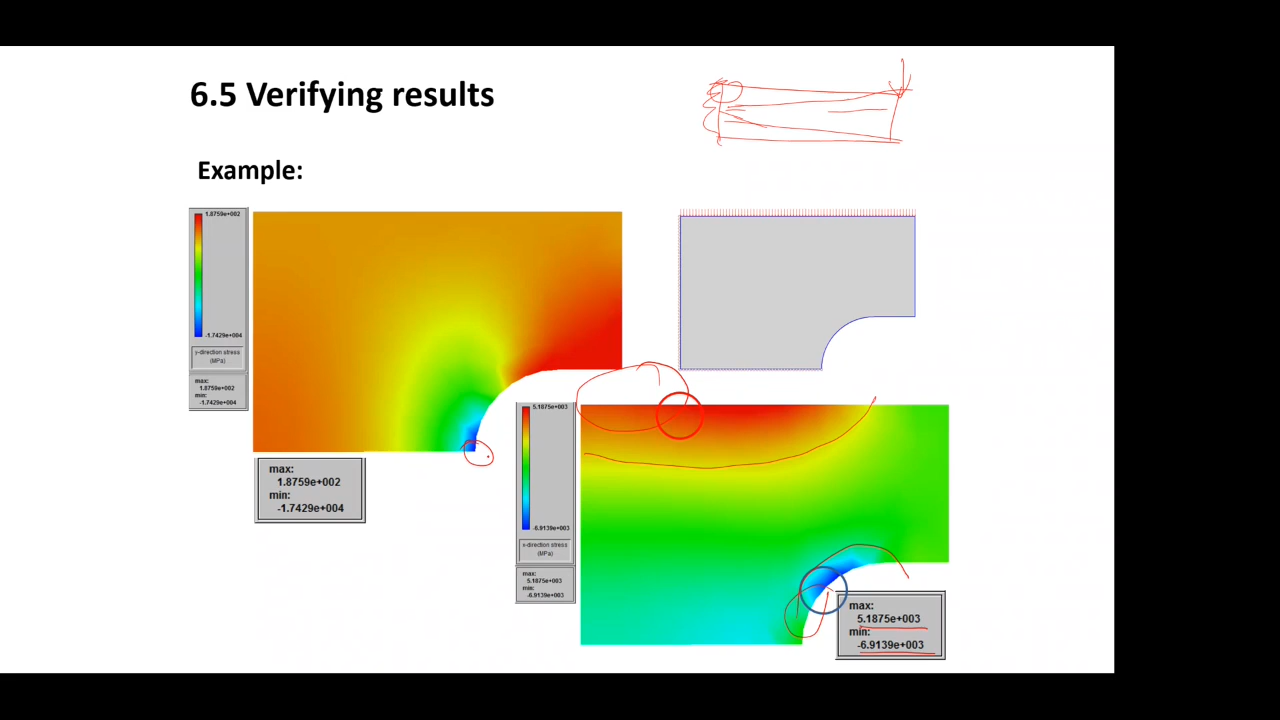 6.5 Verifying results
Example:
1.8759e+002
-1.7429e+004
y-direction stress
(MPa)
max:
1.8759e+002
min:
-1.7429e+004
max:
1.8759e+002
min:
-1.7429e+004
5.1875e+003
-6.9139e+003
x-direction stress
(MPa)
max:
5.1875e+003
min:
-6.9139e+003
max:
5.1875e+003
min:
-6.9139e+003